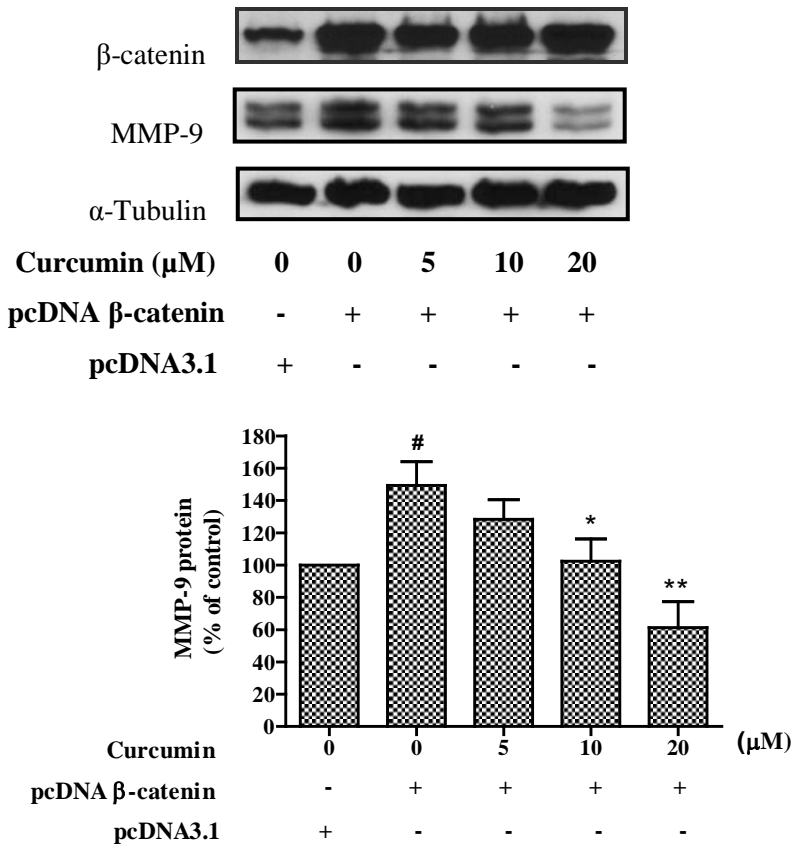 β-catenin
MMP-9
α-Tubulin
Curcumin (μM) 0 0 5 10 20
pcDNA β-catenin - + + + +
pcDNA3.1 + - - - -
180
160
140
120
100
80
60
40
20
0
MMP-9 protein
(% of control)
#
*
**
Curcumin 0 0 5 10 20 (μM)
pcDNA β-catenin - + + + +
pcDNA3.1 + - - - -